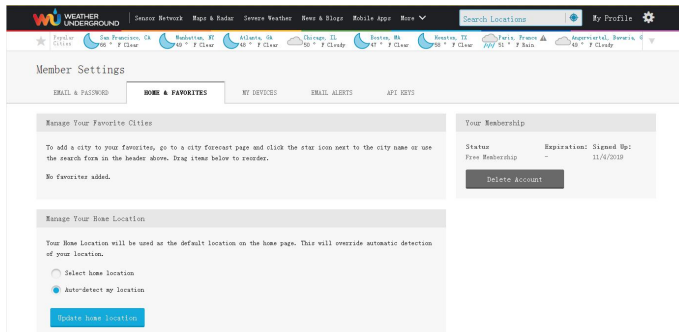 WEATHER
UNDERGROUND
Sensor Network Maps & Radar Severe Weather News & Blogs Mobile Apps More
Search Locations
My Profile
Popular
Cities
San Francisco, CA
66 ° F Clear
Manhattan, NY
49 ° F Clear
Atlanta, GA
48 ° F Clear
Chicago, IL
50 ° F Cloudy
Boston, MA
47 ° F Clear
Houston, TX
58 ° F Clear
Paris, France
51 ° F Rain
48 ° F Cloudy
Member Settings
EMAIL & PASSWORD HOME & FAVORITES MY DEVICES EMAIL ALERTS API KEYS
Manage Your Favorite Cities
To add a city to your favorites, go to a city forecast page and click the star icon next to the city name or use
the search form in the header above. Drag items below to reorder.
No favorites added.
Your Membership
Status Expiration: Signed Up:
Free Membership - 11/4/2019
Delete Account
Manage Your Home Location
Your Home Location will be used as the default location on the home page. This will override automatic detection
of your location.
Select home location
Auto-detect my location
Update home location